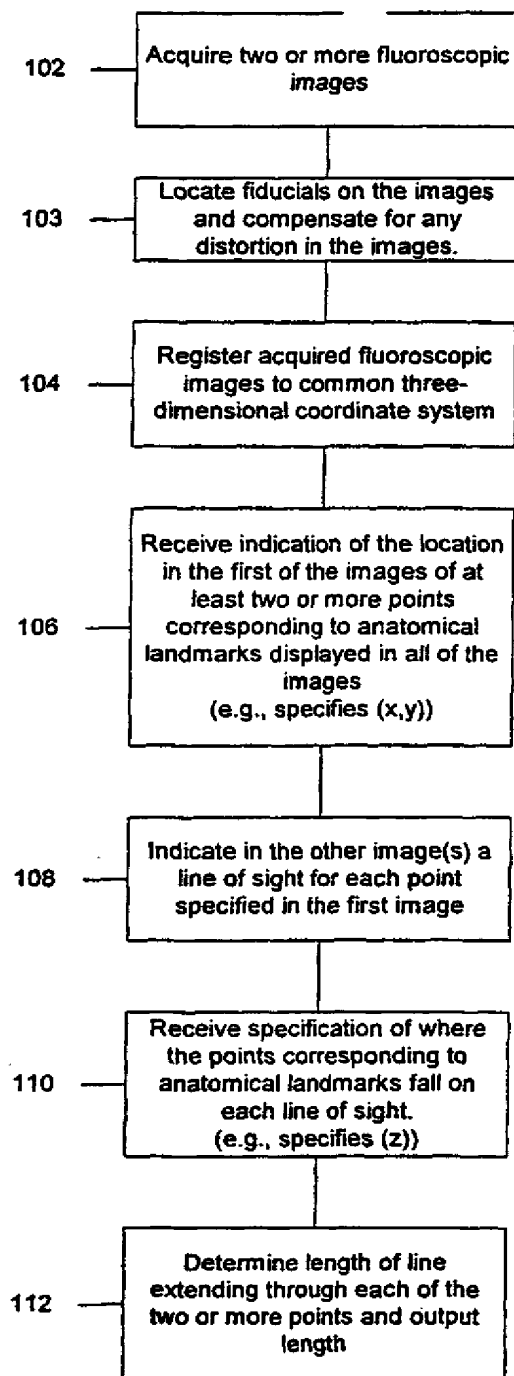 102
Acquire two or more fluoroscopic
images
103
Locate fiducials on the images
and compensate for any
distortion in the images.
104
Register acquired fluoroscopic
images to common three-
dimensional coordinate system
106
Receive indication of the location
in the first of the images of at
least two or more points
corresponding to anatomical
landmarks displayed in all of the
images
(e.g., specifies (x,y))
108
Indicate in the other image(s) a
line of sight for each point
specified in the first image
110
Receive specification of where
the points corresponding to
anatomical landmarks fall on
each line of sight.
(e.g., specifies (z))
112
Determine length of line
extending through each of the
two or more points and output
length